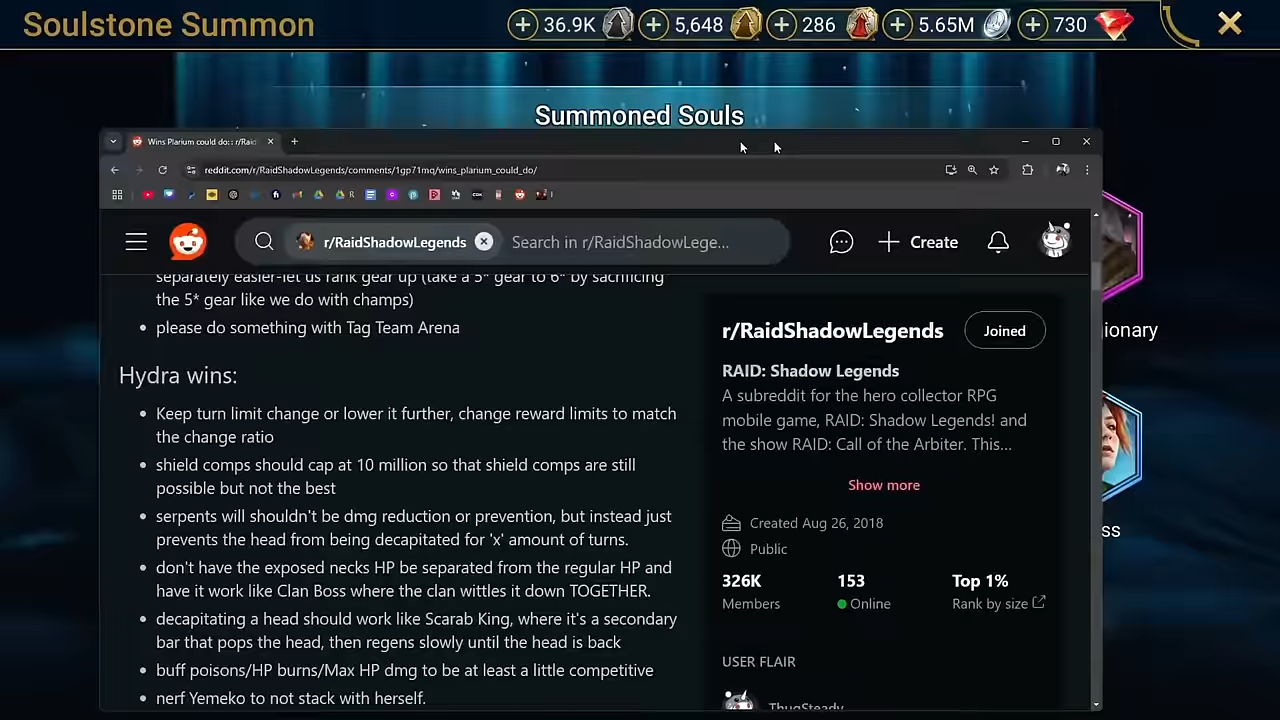 Soulstone Summon
36.9K
5,648
286
5.65M
730
Summoned Souls
Wins Plarium could do: : r/Raid
reddit.com/r/RaidShadowLegends/comments/1gp71mq/wins_plarium_could_do/
r/RaidShadowLegends
Search in r/RaidShadowLege...
Create
separately easier-let us rank gear up (take a 5* gear to 6* by sacrificing
the 5* gear like we do with champs)
please do something with Tag Team Arena
Hydra wins:
Keep turn limit change or lower it further, change reward limits to match
the change ratio
shield comps should cap at 10 million so that shield comps are still
possible but not the best
serpents will shouldn't be dmg reduction or prevention, but instead just
prevents the head from being decapitated for 'x' amount of turns.
don't have the exposed necks HP be separated from the regular HP and
have it work like Clan Boss where the clan wittles it down TOGETHER.
decapitating a head should work like Scarab King, where it's a secondary
bar that pops the head, then regens slowly until the head is back
buff poisons/HP burns/Max HP dmg to be at least a little competitive
nerf Yemeko to not stack with herself.
r/RaidShadowLegends
Joined
RAID: Shadow Legends
A subreddit for the hero collector RPG
mobile game, RAID: Shadow Legends! and
the show RAID: Call of the Arbiter. This...
Show more
Created Aug 26, 2018
Public
326K
153
Top 1%
Members
Online
Rank by size
USER FLAIR
ThugSteady
ionary
ss